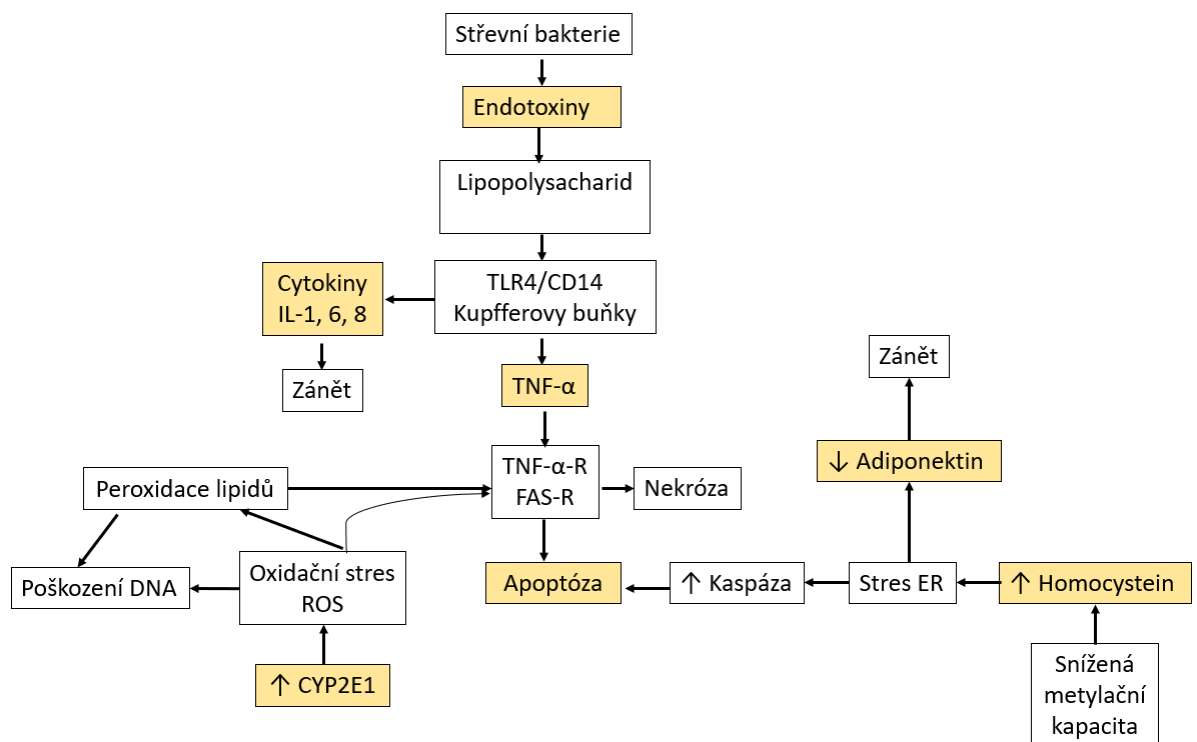 Střevní bakterie
Endotoxiny
Lipopolysacharid
Cytokiny
IL-1, 6, 8
TLR4/CD14
Kupfferovy buňky
Zánět
TNF-α
Zánět
↓ Adiponektin
Peroxidace lipidů
TNF-α-R
FAS-R
Nekróza
Poškození DNA
Oxidační stres
ROS
Apoptóza
↑ Kaspáza
Stres ER
↑ Homocystein
↑ CYP2E1
Snížená
metylační
kapacita